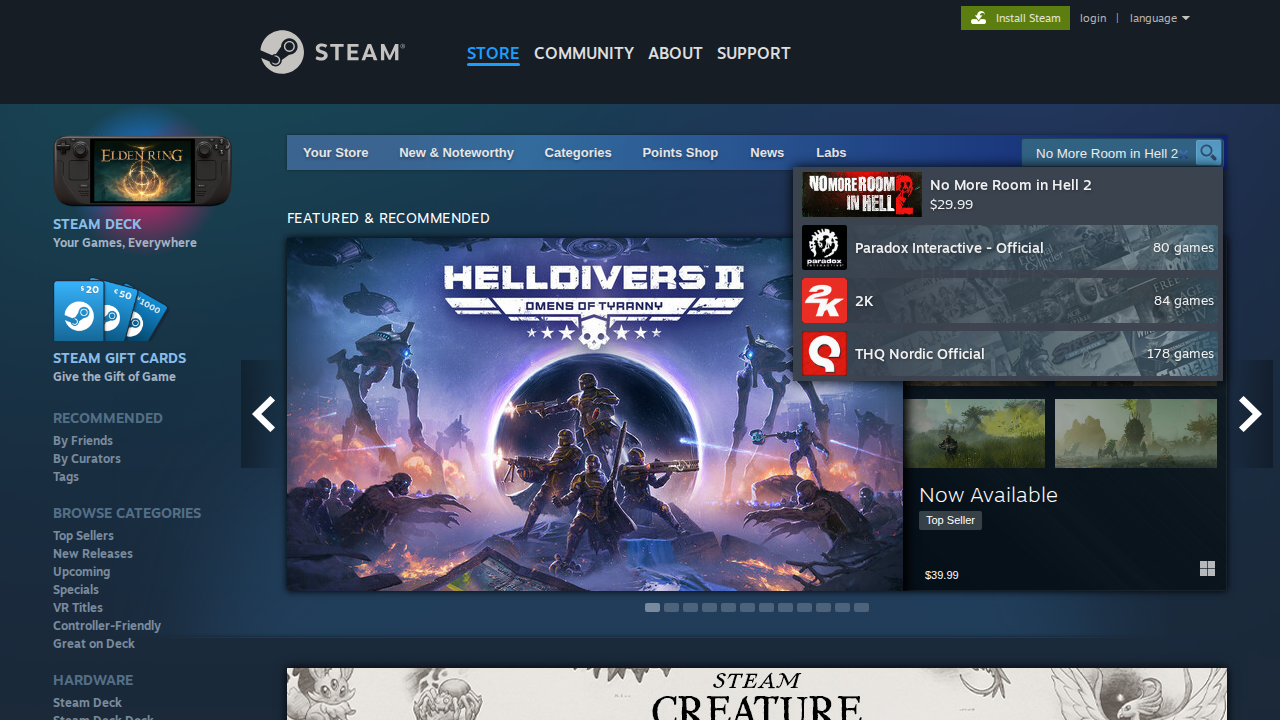 Install Steam
login | language
STEAM®
STORE COMMUNITY ABOUT SUPPORT
Your Store New & Noteworthy Categories Points Shop News Labs
No More Room in Hell 2
ELDEN RING
STEAM DECK
Your Games, Everywhere
$ 20
€ 50
¥ 1000
STEAM GIFT CARDS
Give the Gift of Game
RECOMMENDED
By Friends
By Curators
Tags
BROWSE CATEGORIES
Top Sellers
New Releases
Upcoming
Specials
VR Titles
Controller-Friendly
Great on Deck
HARDWARE
Steam Deck
Steam Deck Dock
FEATURED & RECOMMENDED
HELLDIVERS II
OMENS OF TYRANNY
NO MORE ROOM
IN HELL 2
No More Room in Hell 2
$29.99
paradox
INTERACTIVE
Paradox Interactive - Official
80 games
2K
2K
84 games
THQ Nordic Official
178 games
Now Available
Top Seller
$39.99
STEAM
CREATURE